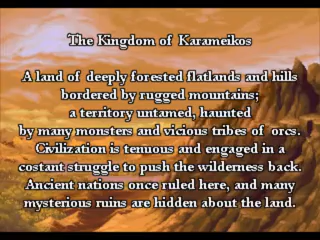 The Kingdom of Karameikos
A land of deeply forested flatlands and hills
bordered by rugged mountains;
a territory untamed, haunted
by many monsters and vicious tribes of orcs.
Civilization is tenuous and engaged in a
costant struggle to push the wilderness back.
Ancient nations once ruled here, and many
mysterious ruins are hidden about the land.